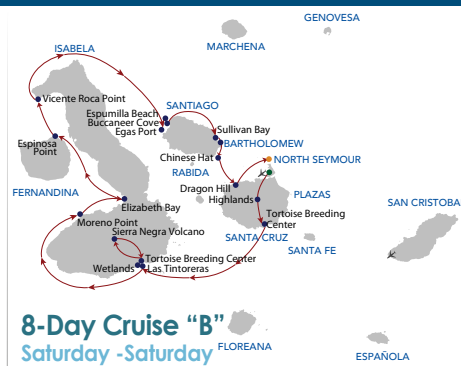 GENOVESA
MARCHENA
ISABELA
Vicente Roca Point
SANTIAGO
Espumilla Beach
Buccaneer Cove
Egas Port
Sullivan Bay
BARTHOLOMEW
Espinosa
Point
Chinese Hat
NORTH SEYMOUR
RABIDA
Dragon Hill
Highlands
PLAZAS
FERNANDINA
Elizabeth Bay
SAN CRISTOBA
Moreno Point
Tortoise Breeding
Center
Sierra Negra Volcano
SANTA CRUZ
SANTA FE
Tortoise Breeding Center
Wetlands
Las Tintoreras
8-Day Cruise “B”
Saturday -Saturday
FLOREANA
ESPAÑOLA